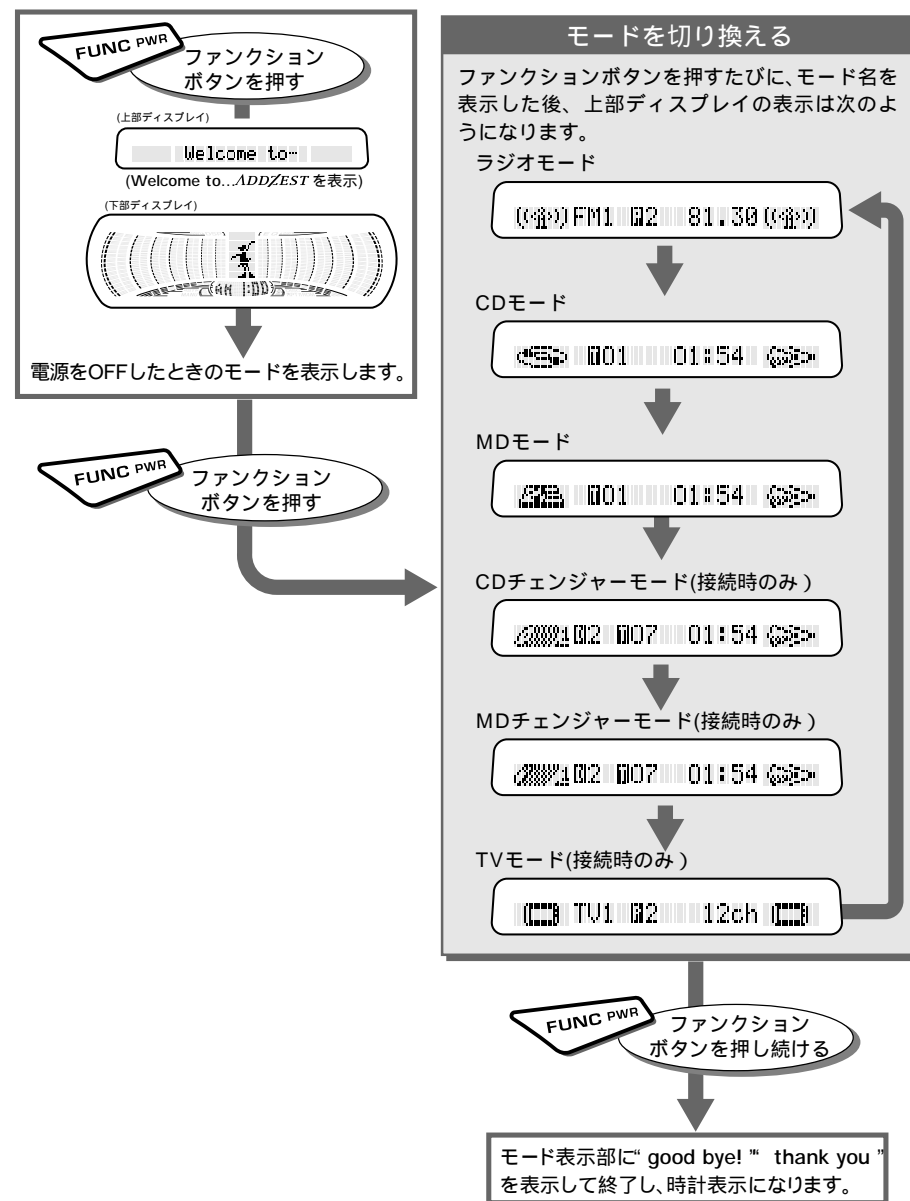 FUNC PWR
ファンクション
ボタンを押す
(上部ディスプレイ)
Welcome to…
(Welcome to...ADDZEST を表示)
(下部ディスプレイ)
AM 1:00
電源をOFFしたときのモードを表示します。
FUNC PWR
ファンクション
ボタンを押す
モードを切り換える
ファンクションボタンを押すたびに、モード名を
表示した後、上部ディスプレイの表示は次のよ
うになります。
ラジオモード
FM1 P2 81.30
CDモード
T01 01:54
MDモード
T01 01:54
CDチェンジャーモード(接続時のみ)
D2 T07 01:54
MDチェンジャーモード(接続時のみ)
D2 T07 01:54
TVモード(接続時のみ)
TV1 P2 12ch
FUNC PWR
ファンクション
ボタンを押し続ける
モード表示部に“ good bye! ”“ thank you ”
を表示して終了し、時計表示になります。